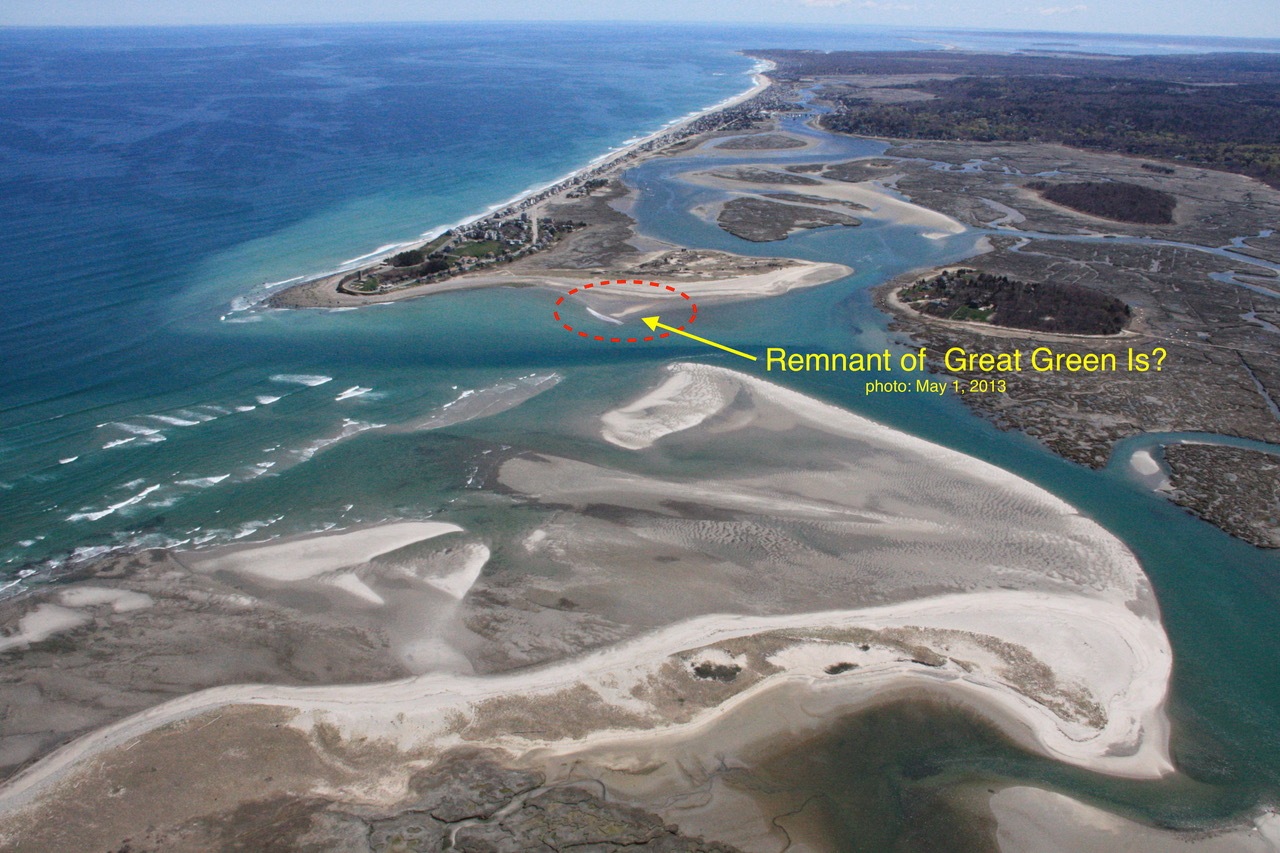 Remnant of  Great Green Is?
photo: May 1, 2013